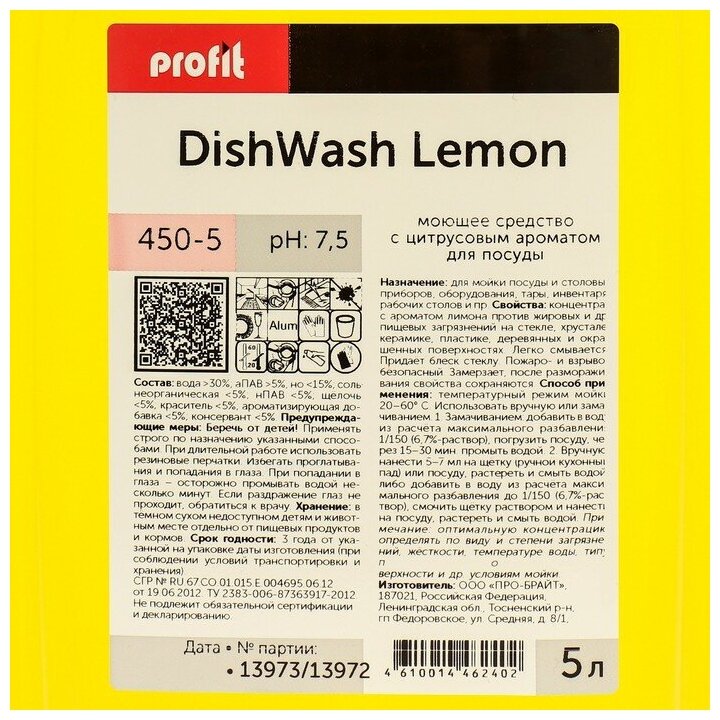 profit
DishWash Lemon
450-5
pH: 7,5
моющее средство
с цитрусовым ароматом
для посуды
Alum
60
20
Состав: вода >30%, аПАВ >5%, но <15%, соль
неорганическая <5%, нПАВ <5%, щелочь
<5%, краситель <5%, ароматизирующая до-
бавка <5%, консервант <5% Предупрежда-
ющие меры: Беречь от детей! Применять
строго по назначению указанными спосо-
бами. При длительной работе использовать
резиновые перчатки. Избегать проглатыва-
ния и попадания в глаза. При попадании в
глаза – осторожно промывать водой не-
сколько минут. Если раздражение глаз не
проходит, обратиться к врачу. Хранение: в
темном сухом недоступном детям и живот-
ным месте отдельно от пищевых продуктов
и кормов. Срок годности: 3 года от ука-
занной на упаковке даты изготовления (при
соблюдении условий транспортировки и
хранения).
СГР № RU 67 CO 01.015.E 004695 06.12
от 19.06 2012. ТУ 2383-006-87363917-2012
Не подлежит обязательной сертификации
и декларированию.
Назначение: для мойки посуды и столовы
приборов, оборудования, тары, инвентаря
рабочих столов и пр. Свойства: концентра
с ароматом лимона против жировых и др
пищевых загрязнений на стекле, хрустале
керамике, пластике, деревянных и окра
шенных поверхностях. Легко смывается
Придает блеск стеклу. Пожаро- и взрыво
безопасный. Замерзает, после разморажи
вания свойства сохраняются. Способ при
менения: температурный режим мойки
20–60° С. Использовать вручную или зама
чиванием. 1. Замачиванием: добавить в вод
из расчета максимального разбавлени
1/150 (6,7%-раствор), погрузить посуду, че
рез 15–30 мин. промыть водой. 2. Вручнук
нанести 5–7 мл на щетку (ручной кухонны
пад) или посуду, растереть и смыть водой
либо добавить в воду из расчета макси
мального разбавления до 1/150 (6,7%-рас
твор), смочить щетку раствором и нанести
на посуду, растереть и смыть водой. При
мечание: оптимальную концентрацик
определять по виду и степени загрязне
ний, жесткости, температуре воды, типу
п о
верхности и др. условиям мойки
Изготовитель: ООО «ПРО-БРАЙТ»,
187021, Российская Федерация,
Ленинградская обл., Тосненский р-н,
гп Федоровское, ул. Средняя, д. 8/1.
Дата • № партии:
• 13973/13972
4 610014 462402
5 л